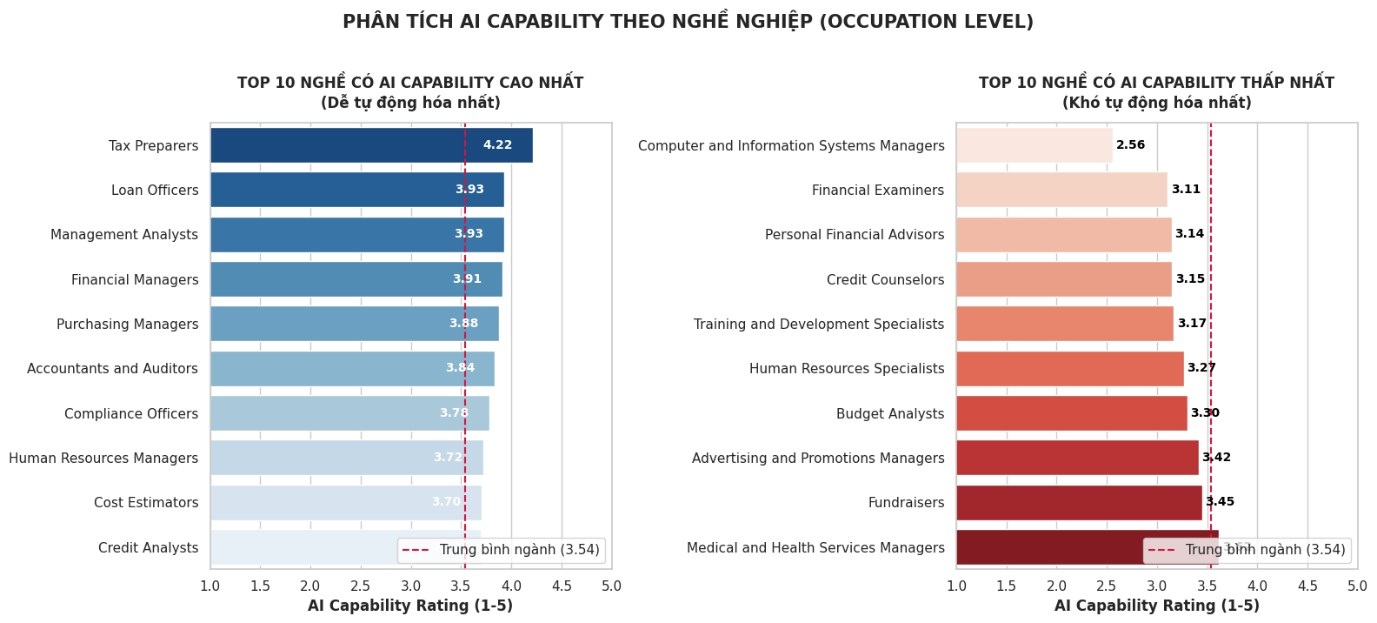 PHÂN TÍCH AI CAPABILITY THEO NGHỀ NGHIỆP (OCCUPATION LEVEL)
TOP 10 NGHỀ CÓ AI CAPABILITY CAO NHẤT
(Dễ tự động hóa nhất)
Tax Preparers 4.22
Loan Officers 3.93
Management Analysts 3.93
Financial Managers 3.91
Purchasing Managers 3.88
Accountants and Auditors 3.84
Compliance Officers 3.78
Human Resources Managers 3.72
Cost Estimators 3.70
Credit Analysts
Trung bình ngành (3.54)
1.0 1.5 2.0 2.5 3.0 3.5 4.0 4.5 5.0
AI Capability Rating (1-5)
TOP 10 NGHỀ CÓ AI CAPABILITY THẤP NHẤT
(Khó tự động hóa nhất)
Computer and Information Systems Managers 2.56
Financial Examiners 3.11
Personal Financial Advisors 3.14
Credit Counselors 3.15
Training and Development Specialists 3.17
Human Resources Specialists 3.27
Budget Analysts 3.30
Advertising and Promotions Managers 3.42
Fundraisers 3.45
Medical and Health Services Managers
Trung bình ngành (3.54)
1.0 1.5 2.0 2.5 3.0 3.5 4.0 4.5 5.0
AI Capability Rating (1-5)